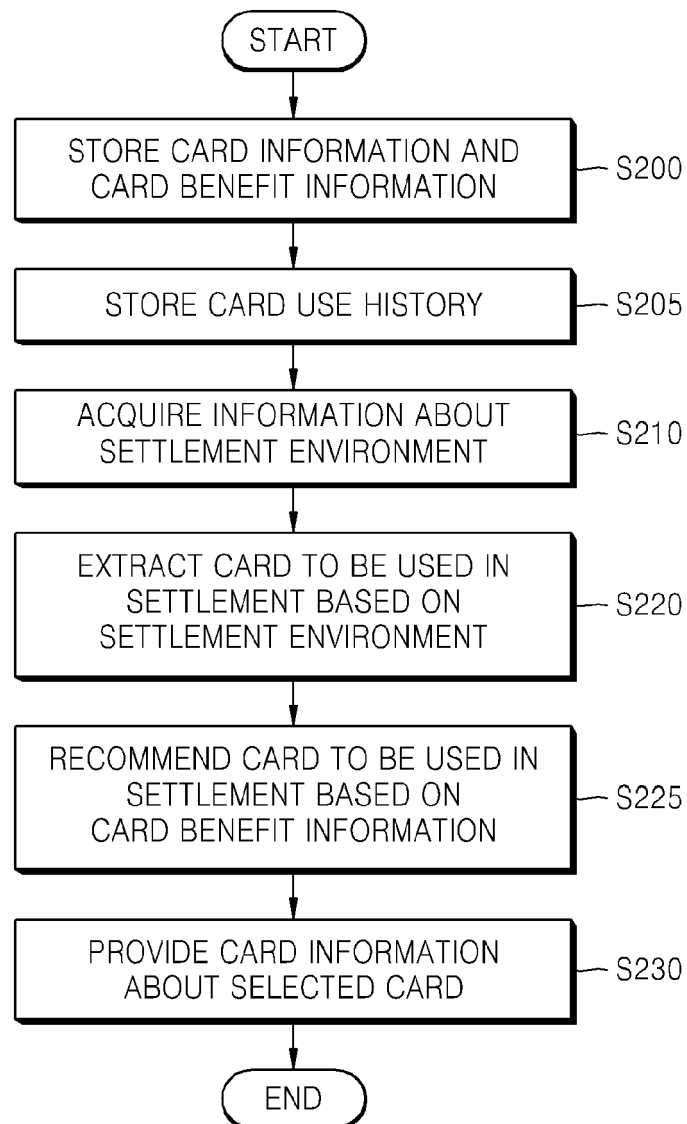 START
STORE CARD INFORMATION AND
CARD BENEFIT INFORMATION
S200
STORE CARD USE HISTORY
S205
ACQUIRE INFORMATION ABOUT
SETTLEMENT ENVIRONMENT
S210
EXTRACT CARD TO BE USED IN
SETTLEMENT BASED ON
SETTLEMENT ENVIRONMENT
S220
RECOMMEND CARD TO BE USED IN
SETTLEMENT BASED ON
CARD BENEFIT INFORMATION
S225
PROVIDE CARD INFORMATION
ABOUT SELECTED CARD
S230
END